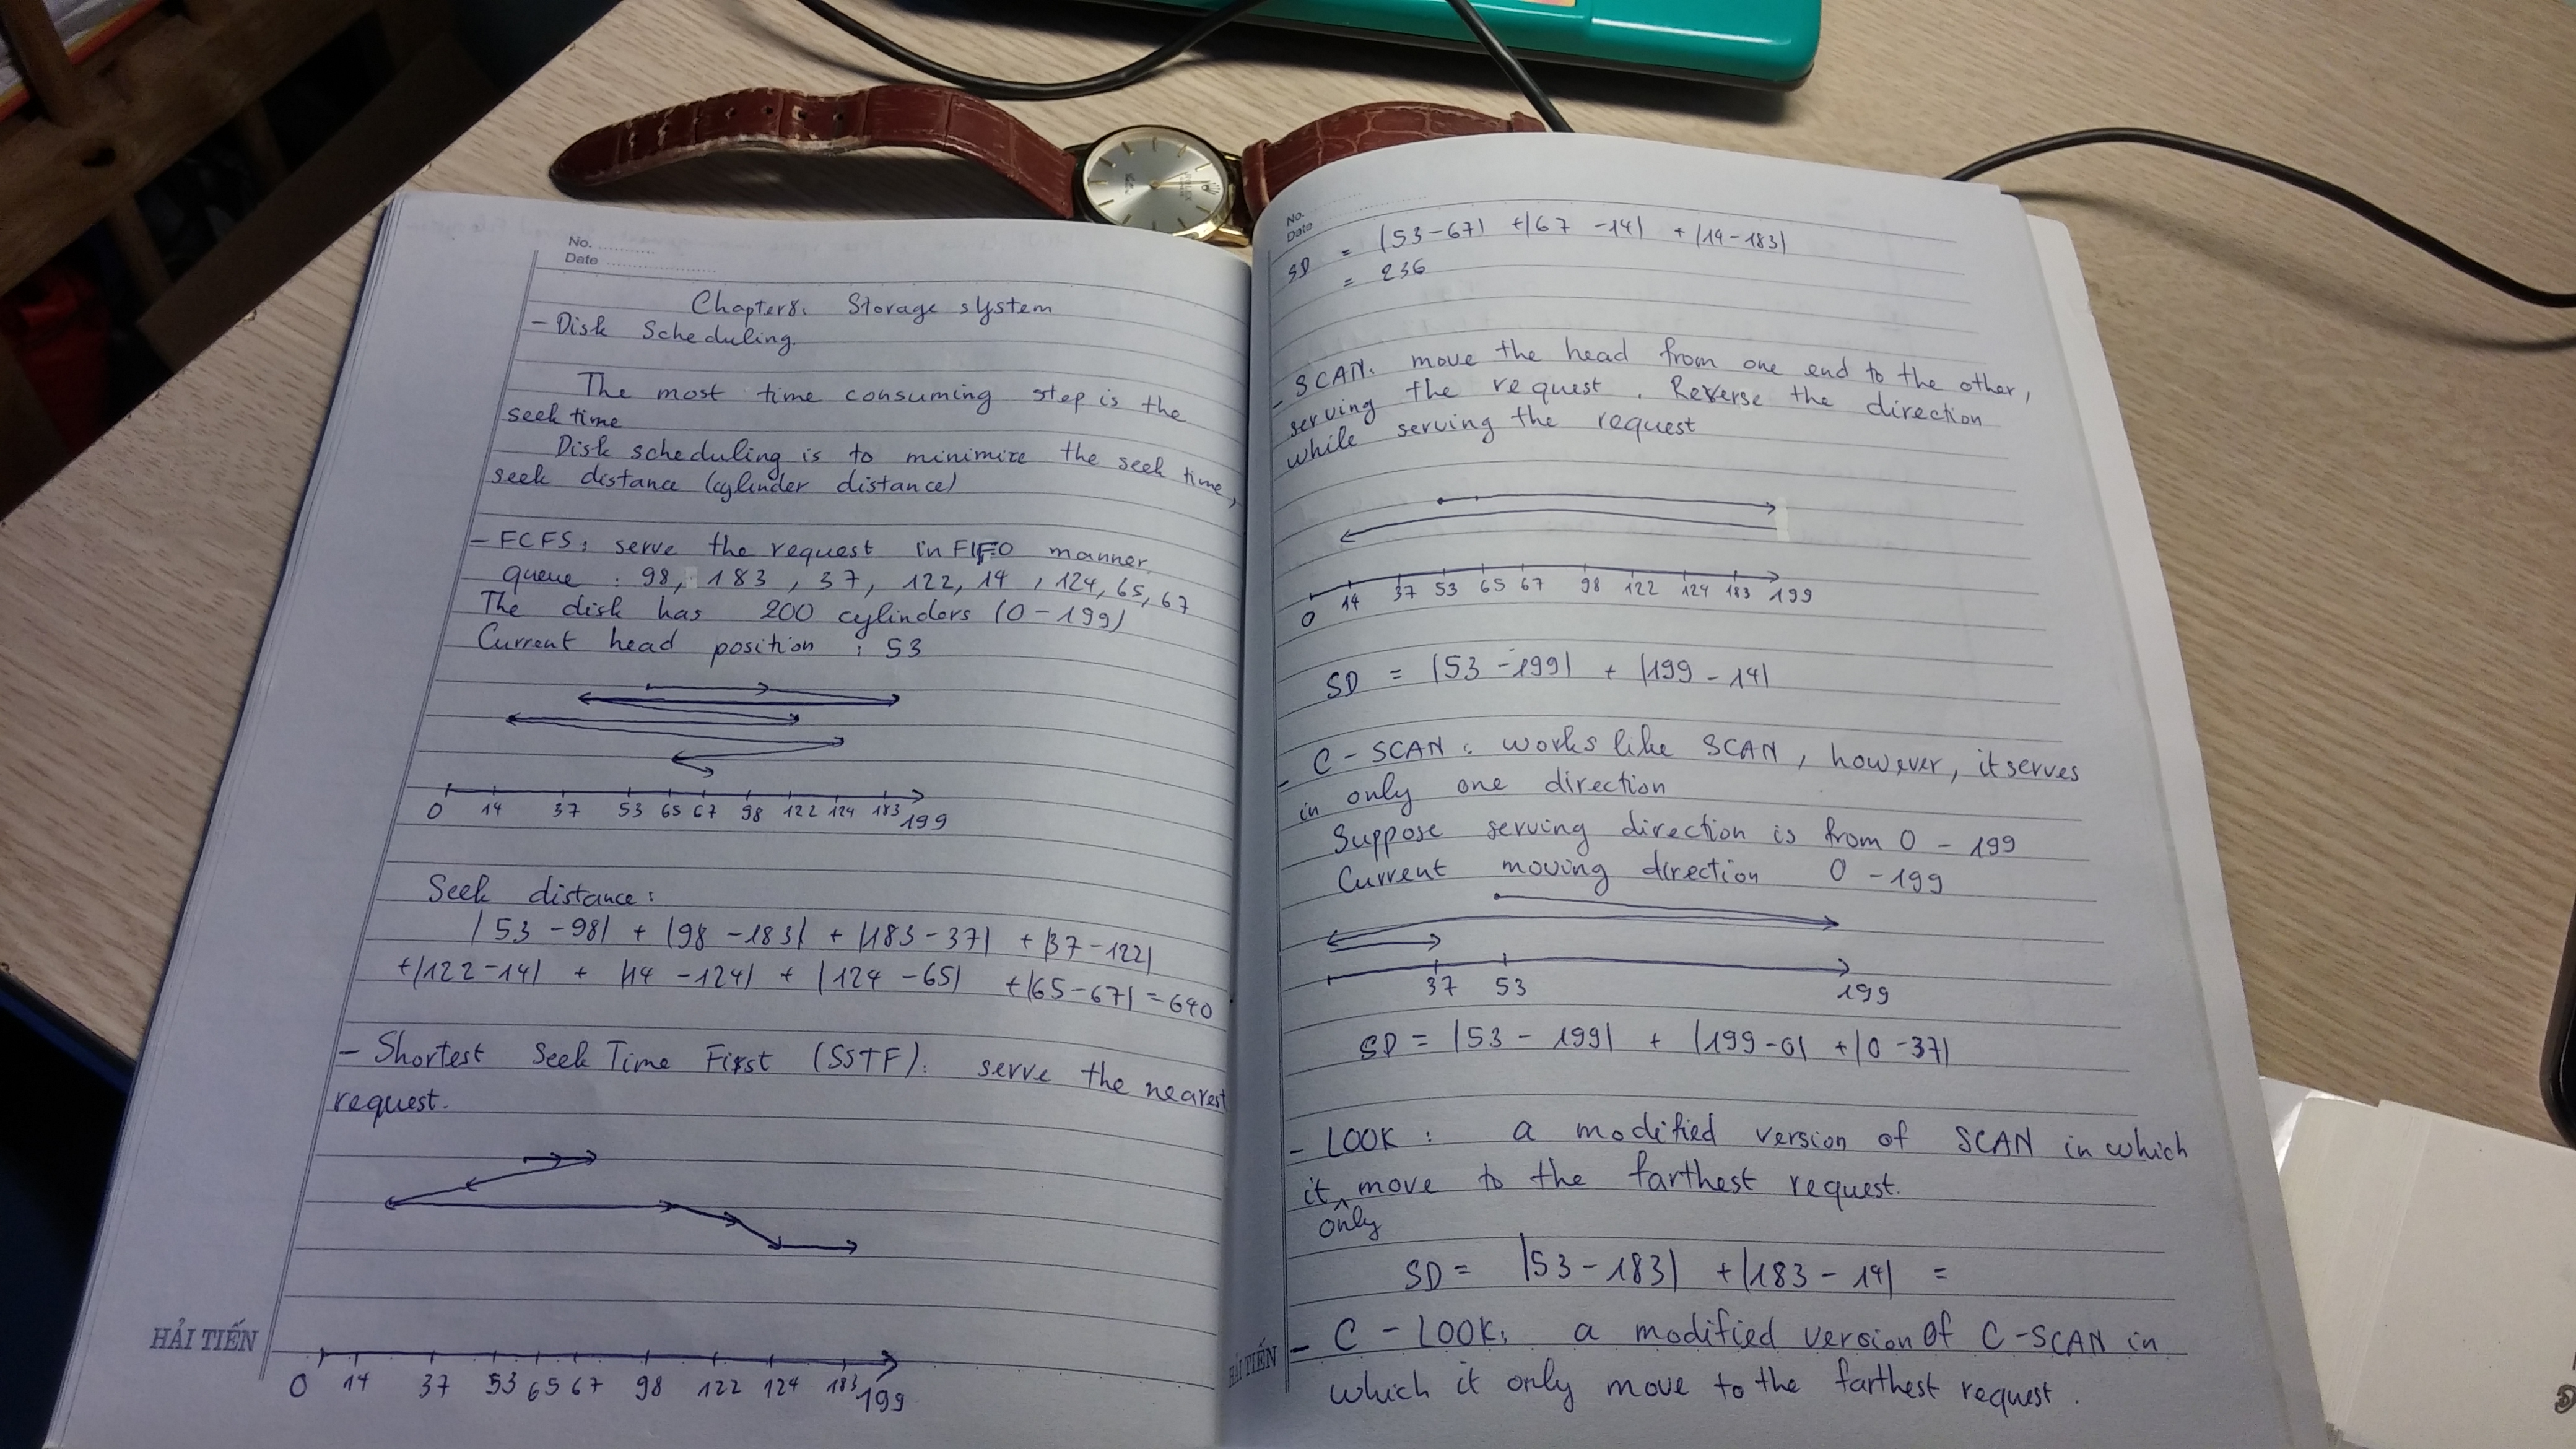 No. ............
Date ......................
Chapter 8: Storage system
- Disk Scheduling.
The most time consuming step is the
seek time
Disk scheduling is to minimize the seek time,
seek distance (cylinder distance)
- FCFS: serve the request in FIFO manner
queue : 98, 183, 37, 122, 14, 124, 65, 67
The disk has 200 cylinders (0 - 199)
Current head position : 53
0 14 37 53 65 67 98 122 124 183 199
Seek distance:
|53 - 98| + |98 - 183| + |183 - 37| + |37 - 122|
+ |122 - 14| + |14 - 124| + |124 - 65| + |65 - 67| = 640
- Shortest Seek Time First (SSTF): serve the nearest
request.
0 14 37 53 65 67 98 122 124 183 199
HẢI TIẾN
No. ............
Date ......................
SD = |53 - 67| + |67 - 14| + |14 - 183|
= 236
- SCAN: move the head from one end to the other,
serving the request. Reverse the direction
while serving the request
0 14 37 53 65 67 98 122 124 183 199
SD = |53 - 199| + |199 - 14|
- C - SCAN : works like SCAN, however, it serves
in only one direction
Suppose serving direction is from 0 - 199
Current moving direction 0 - 199
37 53 199
SD = |53 - 199| + |199 - 0| + |0 - 37|
- LOOK : a modified version of SCAN in which
it only move to the farthest request.
SD = |53 - 183| + |183 - 14| =
- C - LOOK: a modified version of C - SCAN in
which it only move to the farthest request.
HẢI TIẾN